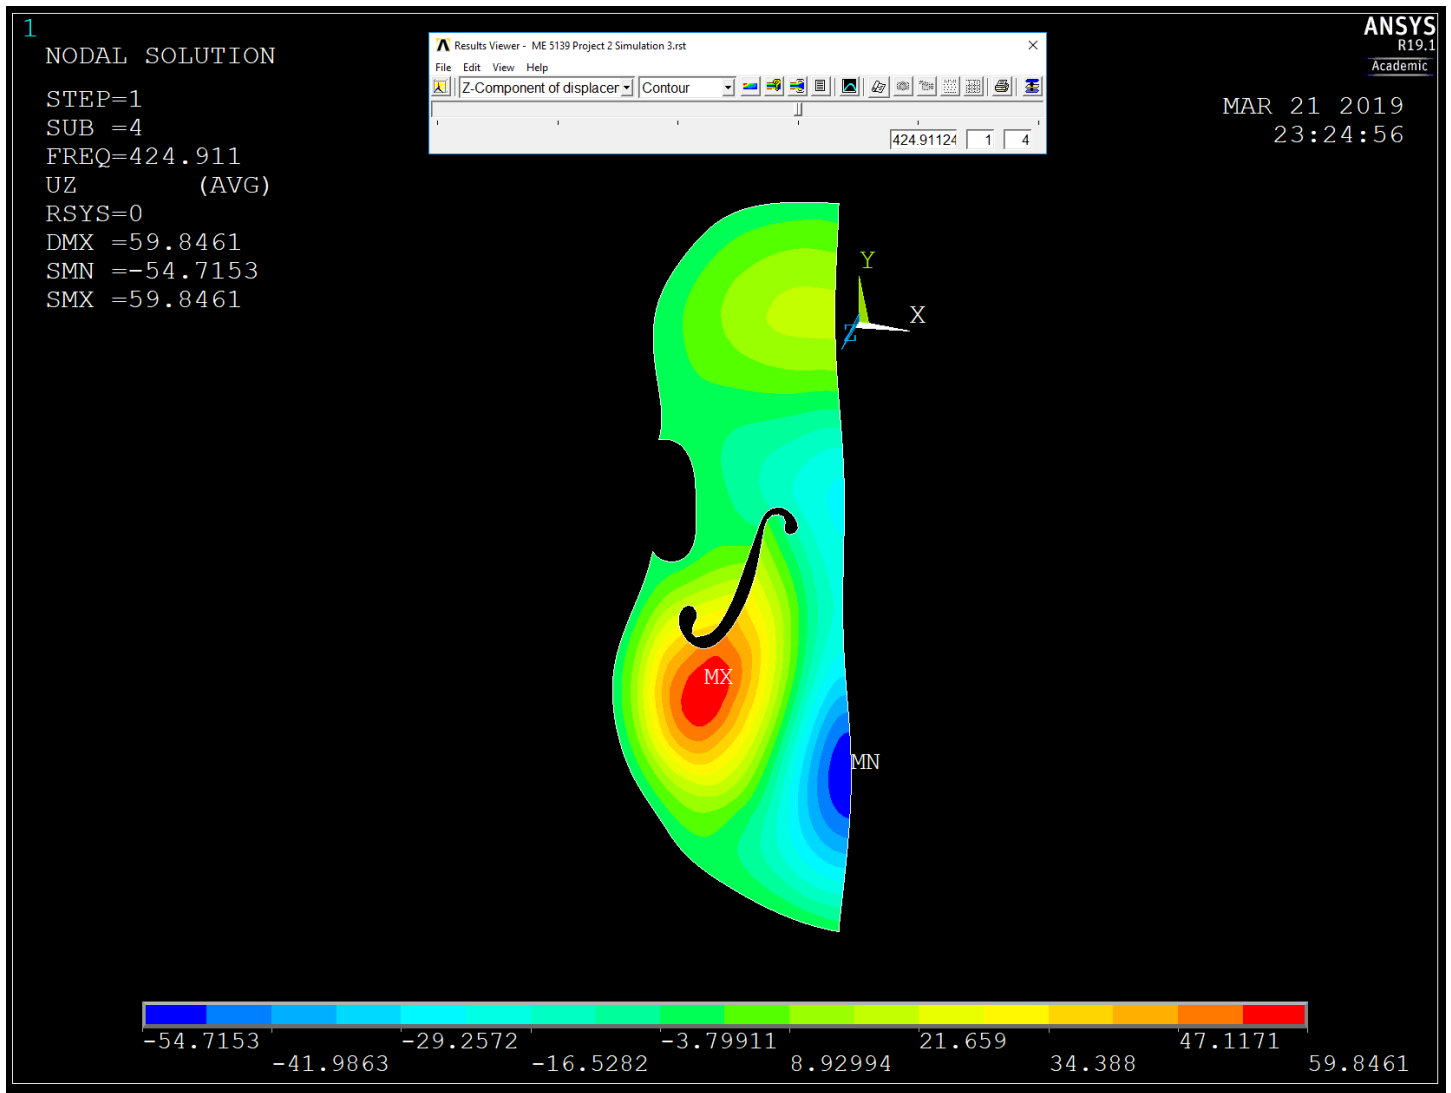 1
NODAL SOLUTION
STEP=1
SUB =4
FREQ=424.911
UZ (AVG)
RSYS=0
DMX =59.8461
SMN =-54.7153
SMX =59.8461
Results Viewer - ME 5139 Project 2 Simulation 3.rst
File Edit View Help
Z-Component of displacer Contour
424.91124 1 4
ANSYS
R19.1
Academic
MAR 21 2019
23:24:56
Y
X
Z
MX
MN
-54.7153 -29.2572 -3.79911 21.659 47.1171
-41.9863 -16.5282 8.92994 34.388 59.8461